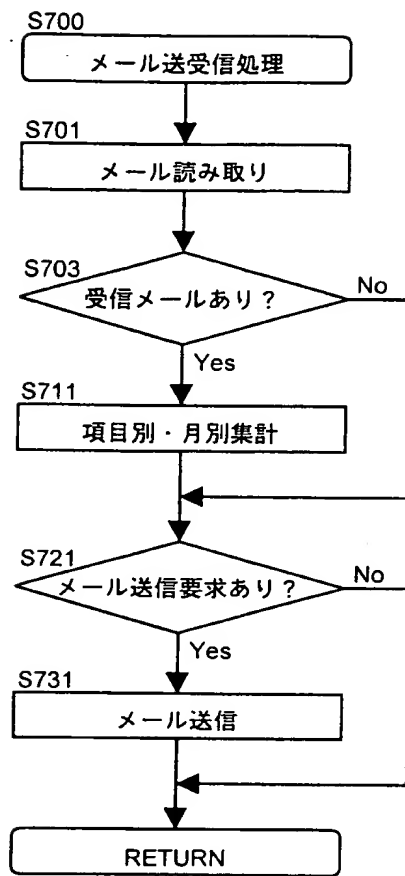 S700
メール送受信処理
S701
メール読み取り
S703
受信メールあり？
No
Yes
S711
項目別・月別集計
S721
メール送信要求あり？
No
Yes
S731
メール送信
RETURN